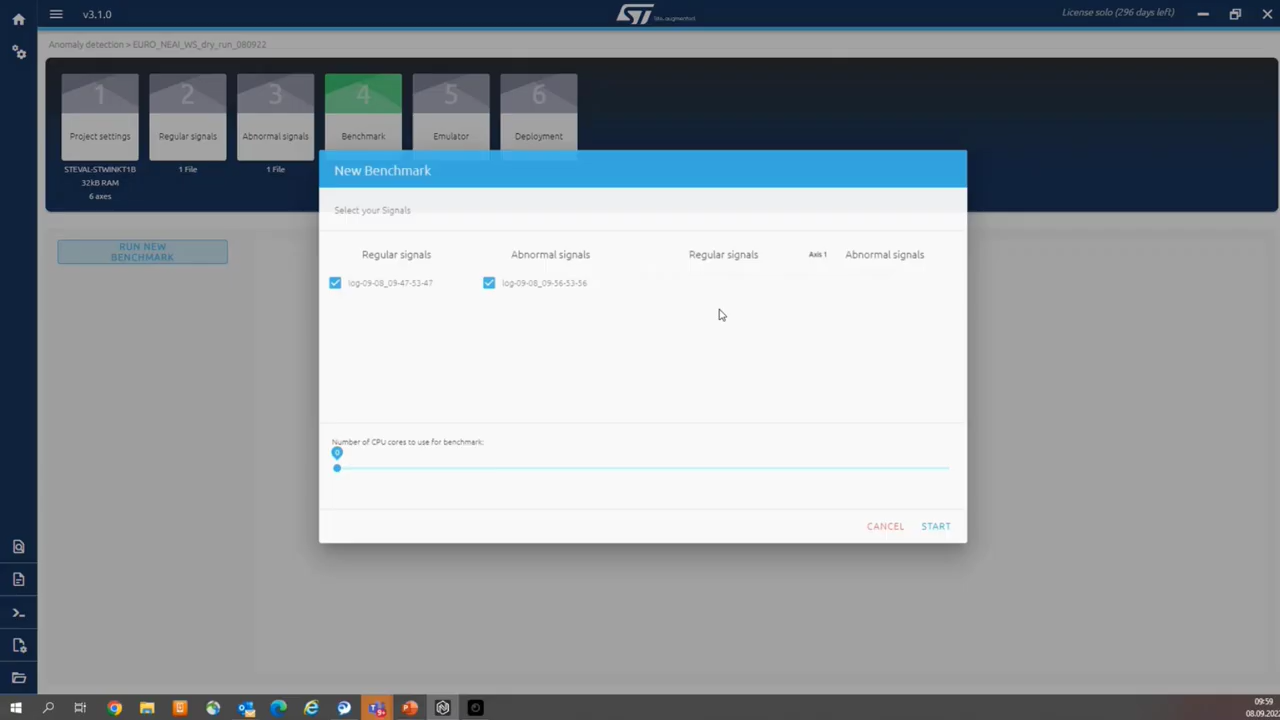 v3.1.0
License solo (296 days left)
Anomaly detection > EURO_NEAI_WS_dry_run_080922
1
2
3
4
5
6
Project settings
Regular signals
Abnormal signals
Benchmark
Emulator
Deployment
STEVAL-STWINKT1B
32kB RAM
6 axes
1 File
1 File
RUN NEW
BENCHMARK
New Benchmark
Select your Signals
Regular signals
Abnormal signals
Regular signals
Axis 1
Abnormal signals
log-09-08_09-47-53-47
log-09-08_09-56-53-56
Number of CPU cores to use for benchmark:
0
CANCEL
START
09:59